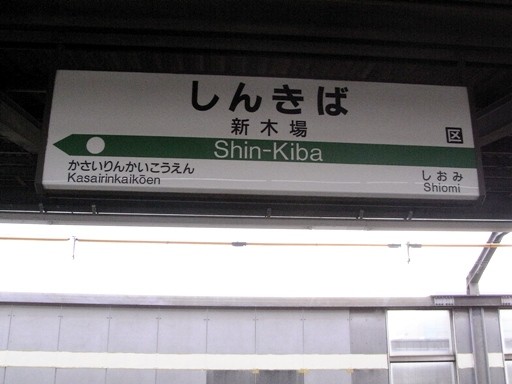 しんきば
新木場
区
Shin-Kiba
かさいりんかいこうえん
Kasairinkaikōen
しおみ
Shiomi